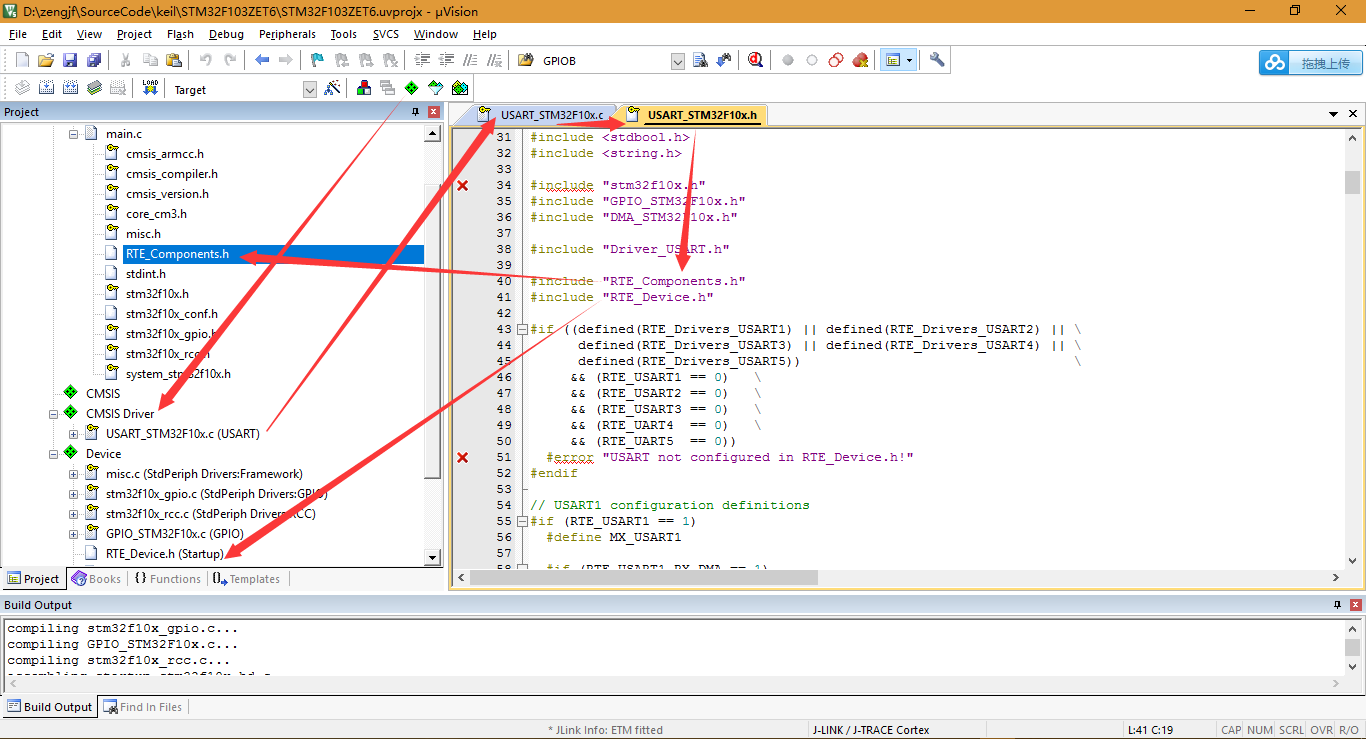 D:\zengjf\SourceCode\keil\STM32F103ZET6\STM32F103ZET6.uvprojx - µVision
File Edit View Project Flash Debug Peripherals Tools SVCS Window Help
GPIOB
拖拽上传
LOAD
Target
Project
main.c
cmsis_armcc.h
cmsis_compiler.h
cmsis_version.h
core_cm3.h
misc.h
RTE_Components.h
stdint.h
stm32f10x.h
stm32f10x_conf.h
stm32f10x_gpio.h
stm32f10x_rcc.h
system_stm32f10x.h
CMSIS
CMSIS Driver
USART_STM32F10x.c (USART)
Device
misc.c (StdPeriph Drivers:Framework)
stm32f10x_gpio.c (StdPeriph Drivers:GPIO)
stm32f10x_rcc.c (StdPeriph Drivers:RCC)
GPIO_STM32F10x.c (GPIO)
RTE_Device.h (Startup)
Project Books {} Functions Templates
USART_STM32F10x.c USART_STM32F10x.h
31 #include <stdbool.h>
32 #include <string.h>
33
34 #include "stm32f10x.h"
35 #include "GPIO_STM32F10x.h"
36 #include "DMA_STM32F10x.h"
37
38 #include "Driver_USART.h"
39
40 #include "RTE_Components.h"
41 #include "RTE_Device.h"
42
43 #if ((defined(RTE_Drivers_USART1) || defined(RTE_Drivers_USART2) || \
44 defined(RTE_Drivers_USART3) || defined(RTE_Drivers_USART4) || \
45 defined(RTE_Drivers_USART5)) \
46 && (RTE_USART1 == 0) \
47 && (RTE_USART2 == 0) \
48 && (RTE_USART3 == 0) \
49 && (RTE_UART4 == 0) \
50 && (RTE_UART5 == 0))
51 #error "USART not configured in RTE_Device.h!"
52 #endif
53
54 // USART1 configuration definitions
55 #if (RTE_USART1 == 1)
56 #define MX_USART1
57
58 #if (RTE_USART1_RX_DMA == 1)
Build Output
compiling stm32f10x_gpio.c...
compiling GPIO_STM32F10x.c...
compiling stm32f10x_rcc.c...
assembling startup_stm32f10x_hd.s...
Build Output Find In Files
* JLink Info: ETM fitted J-LINK / J-TRACE Cortex L:41 C:19 CAP NUM SCRL OVR R/O